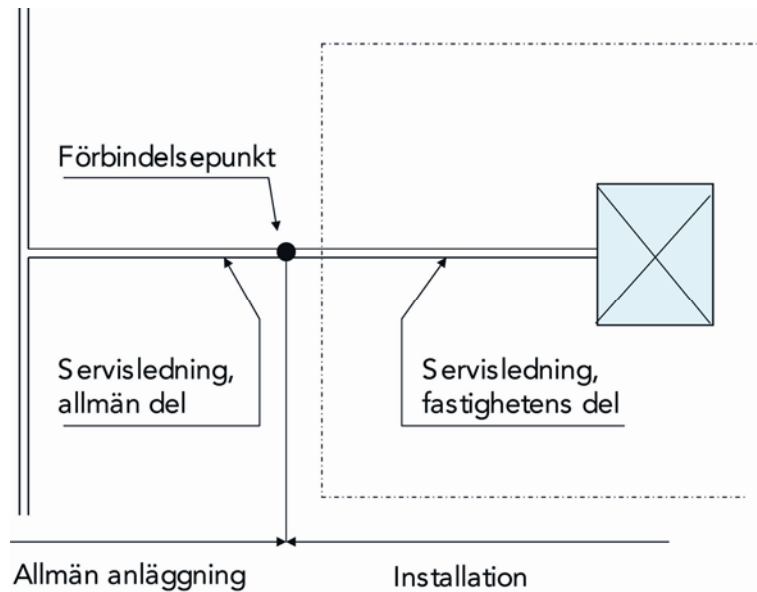 Förbindelsepunkt
Servisledning,
allmän del
Servisledning,
fastighetens del
Allmän anläggning
Installation